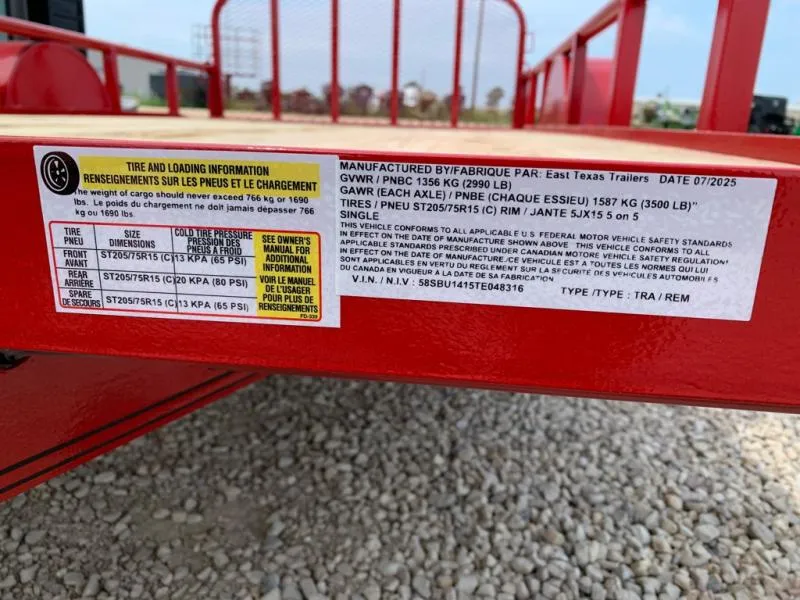 TIRE AND LOADING INFORMATION
RENSEIGNEMENTS SUR LES PNEUS ET LE CHARGEMENT
The weight of cargo should never exceed 766 kg or 1690
lbs. Le poids du chargement ne doit jamais dépasser 766
kg ou 1690 lbs.
TIRE PNEU SIZE DIMENSIONS COLD TIRE PRESSURE PRESSION DES PNEUS À FROID
FRONT AVANT ST205/75R15 (C) 13 KPA (65 PSI)
REAR ARRIÈRE ST205/75R15 (C) 20 KPA (80 PSI)
SPARE DE SECOURS ST205/75R15 (C) 13 KPA (65 PSI)
SEE OWNER'S
MANUAL FOR
ADDITIONAL
INFORMATION
VOIR LE MANUEL
DE L'USAGER
POUR PLUS DE
RENSEIGNEMENTS
MANUFACTURED BY/FABRIQUE PAR: East Texas Trailers DATE 07/2025
GVWR / PNBC 1356 KG (2990 LB)
GAWR (EACH AXLE) / PNBE (CHAQUE ESSIEU) 1587 KG (3500 LB)"
TIRES / PNEU ST205/75R15 (C) RIM / JANTE 5JX15 5 on 5
SINGLE
THIS VEHICLE CONFORMS TO ALL APPLICABLE U.S. FEDERAL MOTOR VEHICLE SAFETY STANDARDS
IN EFFECT ON THE DATE OF MANUFACTURE SHOWN ABOVE THIS VEHICLE CONFORMS TO ALL
APPLICABLE STANDARDS PRESCRIBED UNDER CANADIAN MOTOR VEHICLE SAFETY REGULATIONS
IN EFFECT ON THE DATE OF MANUFACTURE./CE VEHICULE EST A TOUTES LES NORMES QUI LUI
SONT APPLICABLES EN VERTU DU REGLEMENT SUR LA SECURITE DES VEHICULES AUTOMOBILES
DU CANADA EN VIGUEUR A LA DATE DE SA FABRICATION
V.I.N. / N.I.V : 58SBU1415TE048316 TYPE /TYPE : TRA / REM